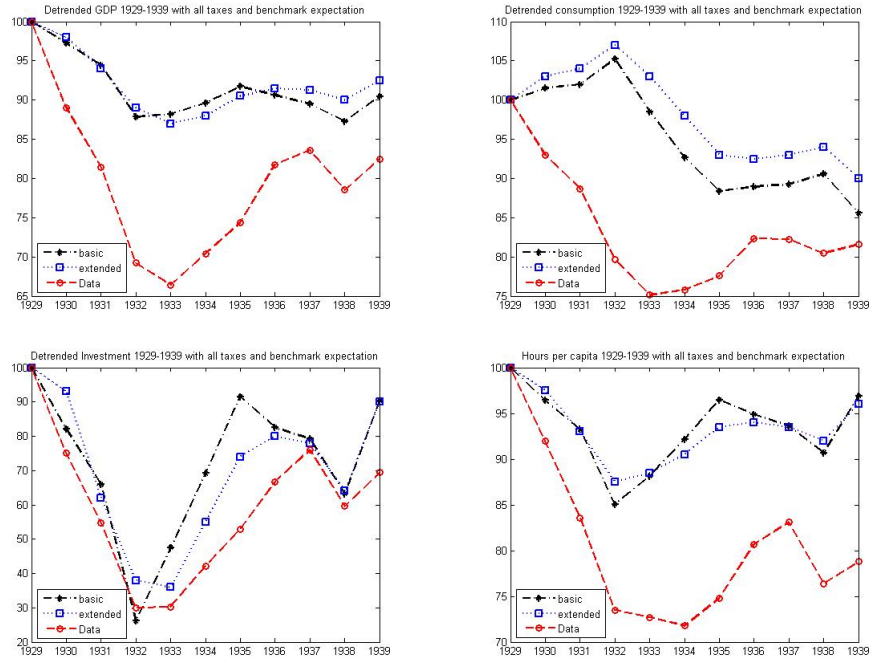 Detrended GDP 1929-1939 with all taxes and benchmark expectation
100
95
90
85
80
75
70
65
basic
extended
Data
1929 1930 1931 1932 1933 1934 1935 1936 1937 1938 1939
Detrended consumption 1929-1939 with all taxes and benchmark expectation
110
105
100
95
90
85
80
75
70
basic
extended
Data
1929 1930 1931 1932 1933 1934 1935 1936 1937 1938 1939
Detrended Investment 1929-1939 with all taxes and benchmark expectation
100
90
80
70
60
50
40
30
20
basic
extended
Data
1929 1930 1931 1932 1933 1934 1935 1936 1937 1938 1939
Hours per capita 1929-1939 with all taxes and benchmark expectation
100
95
90
85
80
75
70
basic
extended
Data
1929 1930 1931 1932 1933 1934 1935 1936 1937 1938 1939